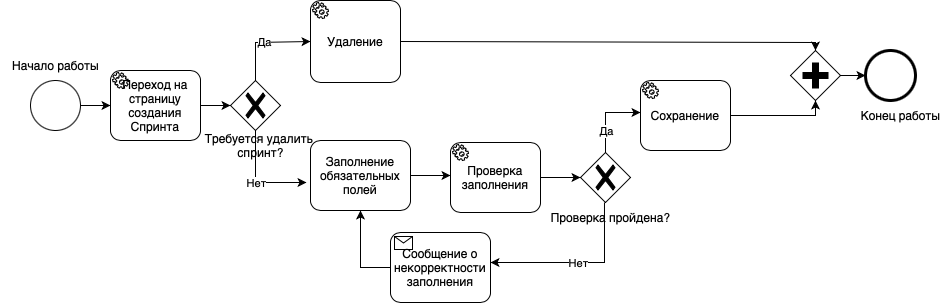 Начало работы
Переход на
страницу
создания
Спринта
Да
Удаление
Требуется удалить
спринт?
Нет
Заполнение
обязательных
полей
Проверка
заполнения
Да
Сохранение
Проверка пройдена?
Нет
Сообщение о
некорректности
заполнения
Конец работы